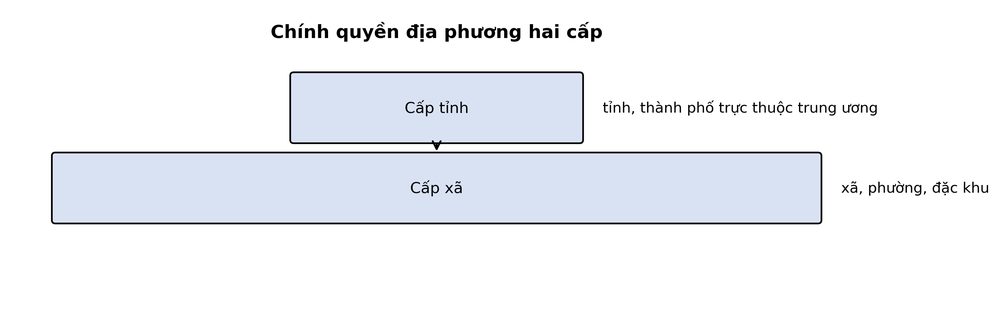 Chính quyền địa phương hai cấp
Cấp tỉnh
tỉnh, thành phố trực thuộc trung ương
Cấp xã
xã, phường, đặc khu